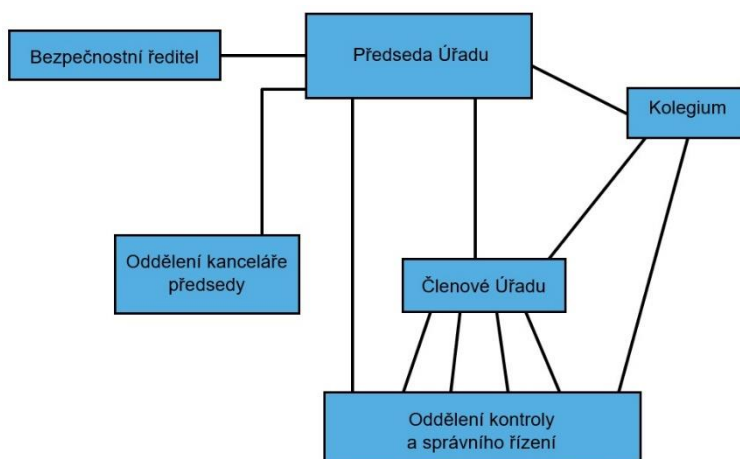 Předseda Úřadu
Bezpečnostní ředitel
Kolegium
Oddělení kanceláře
předsedy
Členové Úřadu
Oddělení kontroly
a správního řízení